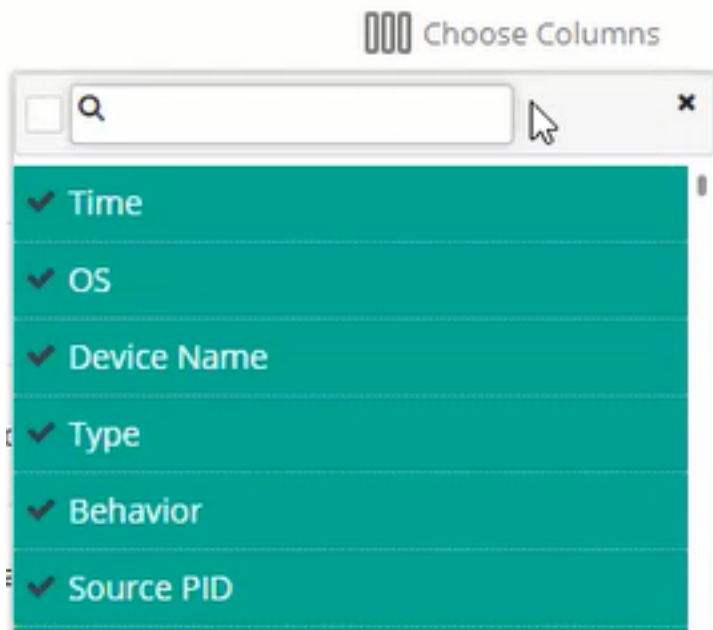 Choose Columns
Time
OS
Device Name
Type
Behavior
Source PID